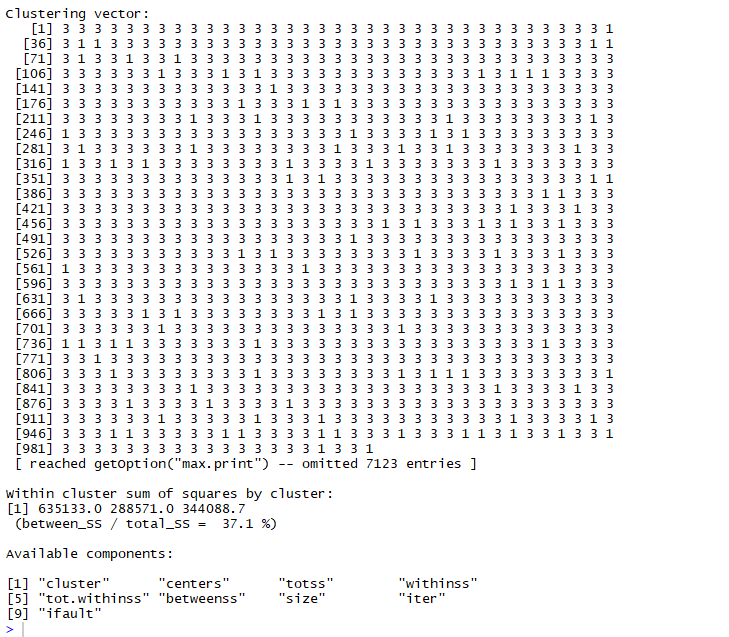 Clustering vector:
[1] 3 3 3 3 3 3 3 3 3 3 3 3 3 3 3 3 3 3 3 3 3 3 3 3 3 3 3 3 3 3 3 3 3 3 1
[36] 3 1 1 3 3 3 3 3 3 3 3 3 3 3 3 3 3 3 3 3 3 3 3 3 3 3 3 3 3 3 3 3 3 1 1
[71] 3 1 3 3 1 3 3 1 3 3 3 3 3 3 3 3 3 3 3 3 3 3 3 3 3 3 3 3 3 3 3 3 3 3 3
[106] 3 3 3 3 3 3 1 3 3 3 1 3 1 3 3 3 3 3 3 3 3 3 3 3 3 3 1 3 1 1 1 3 3 3 3
[141] 3 3 3 3 3 3 3 3 3 3 3 3 3 1 3 3 3 3 3 3 3 3 3 3 3 3 3 3 3 3 3 3 3 3 3
[176] 3 3 3 3 3 3 3 3 3 3 3 1 3 3 3 1 3 1 3 3 3 3 3 3 3 3 3 3 3 3 3 3 3 3 3
[211] 3 3 3 3 3 3 3 3 1 3 3 3 1 3 3 3 3 3 3 3 3 3 3 3 1 3 3 3 3 3 3 3 3 1 3
[246] 1 3 3 3 3 3 3 3 3 3 3 3 3 3 3 3 3 3 1 3 3 3 3 1 3 1 3 3 3 3 3 3 3 3 3
[281] 3 1 3 3 3 3 3 3 1 3 3 3 3 3 3 3 3 1 3 3 3 1 3 3 1 3 3 3 3 3 3 3 1 3 3
[316] 1 3 3 1 3 1 3 3 3 3 3 3 3 3 1 3 3 3 3 1 3 3 3 3 3 3 3 1 3 3 3 3 3 3 3
[351] 3 3 3 3 3 3 3 3 3 3 3 3 3 3 1 3 1 3 3 3 3 3 3 3 3 3 3 3 3 3 3 3 3 1 1
[386] 3 3 3 3 3 3 3 3 3 3 3 3 3 3 3 3 3 3 3 3 3 3 3 3 3 3 3 3 3 3 1 1 3 3 3
[421] 3 3 3 3 3 3 3 3 3 3 3 3 3 3 3 3 3 3 3 3 3 3 3 3 3 3 3 3 1 3 3 3 1 3 3
[456] 3 3 3 3 3 3 3 3 3 3 3 3 3 3 3 3 3 3 3 3 1 3 1 3 3 3 1 3 1 3 3 1 3 3 3
[491] 3 3 3 3 3 3 3 3 3 3 3 3 3 3 3 3 3 3 1 3 3 3 3 3 3 3 3 3 3 3 3 3 3 3 3
[526] 3 3 3 3 3 3 3 3 3 3 3 1 3 1 3 3 3 3 3 3 3 3 1 3 3 3 3 1 3 3 3 1 3 3 3
[561] 1 3 3 3 3 3 3 3 3 3 3 3 3 3 3 1 3 3 3 3 3 3 3 3 3 3 3 3 3 3 3 3 3 3 3
[596] 3 3 3 3 3 3 3 3 3 3 3 3 3 3 3 3 3 3 3 3 3 3 3 3 3 3 3 3 1 3 1 1 3 3 3
[631] 3 1 3 3 3 3 3 3 3 3 3 3 3 3 3 3 3 3 1 3 3 3 3 1 3 3 3 3 3 3 3 3 3 3 3
[666] 3 3 3 3 3 1 3 1 3 3 3 3 3 3 3 3 1 3 1 3 3 3 3 3 3 3 3 3 3 3 3 3 3 3 3
[701] 3 3 3 3 3 3 1 3 3 3 3 3 3 3 3 3 3 3 3 3 3 1 3 3 3 3 3 3 3 3 3 3 3 3 3
[736] 1 1 3 1 1 3 3 3 3 3 3 3 1 3 3 3 3 3 3 3 3 3 3 3 3 3 3 3 3 3 1 3 3 3 3
[771] 3 3 1 3 3 3 3 3 3 3 3 3 3 3 3 3 3 3 3 3 3 3 3 3 3 3 3 3 3 3 3 3 3 3 3
[806] 3 3 3 1 3 3 3 3 3 3 3 3 1 3 3 3 3 3 3 3 3 1 3 1 1 1 3 3 3 3 3 3 3 3 1
[841] 3 3 3 3 3 3 3 3 1 3 3 3 3 3 3 3 3 3 3 3 3 3 3 3 3 3 3 1 3 3 3 3 1 3 3
[876] 3 3 3 3 1 3 3 3 3 1 3 3 3 3 1 3 3 3 3 3 3 3 3 3 3 3 3 3 3 3 3 3 3 3 3
[911] 3 3 3 3 3 3 1 3 3 3 3 3 1 3 3 3 1 3 3 3 3 3 3 3 3 3 3 3 1 3 3 3 3 1 3
[946] 3 3 3 1 1 3 3 3 3 3 1 1 3 3 3 3 1 1 3 3 3 1 3 3 3 1 1 3 1 3 3 1 3 3 1
[981] 3 3 3 3 3 3 3 3 3 3 3 3 3 3 3 3 1 3 3 1
[ reached getOption("max.print") -- omitted 7123 entries ]
Within cluster sum of squares by cluster:
[1] 635133.0 288571.0 344088.7
(between_SS / total_SS = 37.1 %)
Available components:
[1] "cluster" "centers" "totss" "withinss"
[5] "tot.withinss" "betweenss" "size" "iter"
[9] "ifault"
>